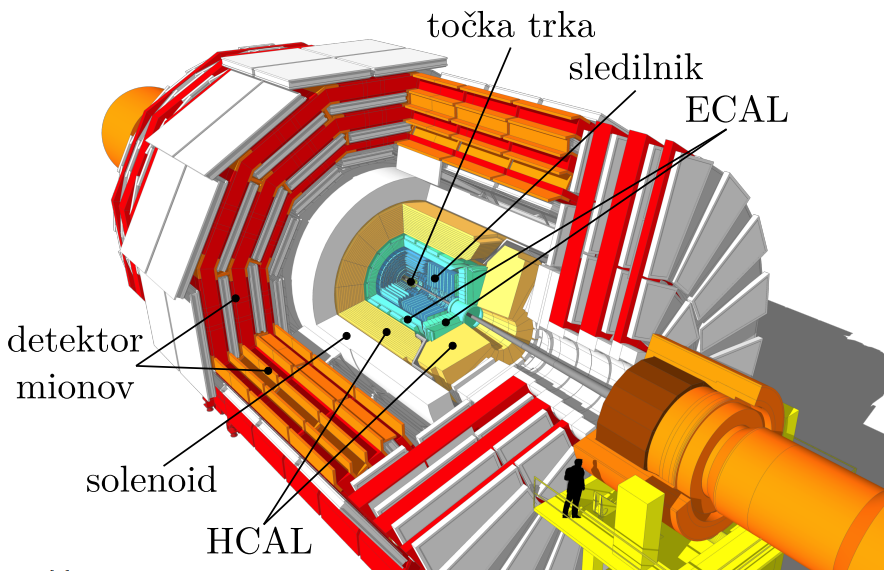 točka trka
sledilnik
ECAL
detektor
mionov
solenoid
HCAL